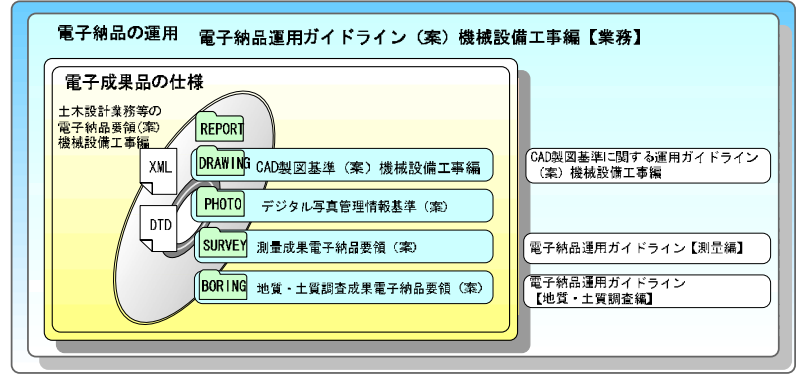 電子納品の運用　電子納品運用ガイドライン（案）機械設備工事編【業務】
電子成果品の仕様
土木設計業務等の
電子納品要領(案)
機械設備工事編
REPORT
XML
DRAWING CAD製図基準（案）機械設備工事編
CAD製図基準に関する運用ガイドライン
（案）機械設備工事編
PHOTO デジタル写真管理情報基準（案）
DTD
SURVEY 測量成果電子納品要領（案）
電子納品運用ガイドライン【測量編】
BORING 地質・土質調査成果電子納品要領（案）
電子納品運用ガイドライン
【地質・土質調査編】